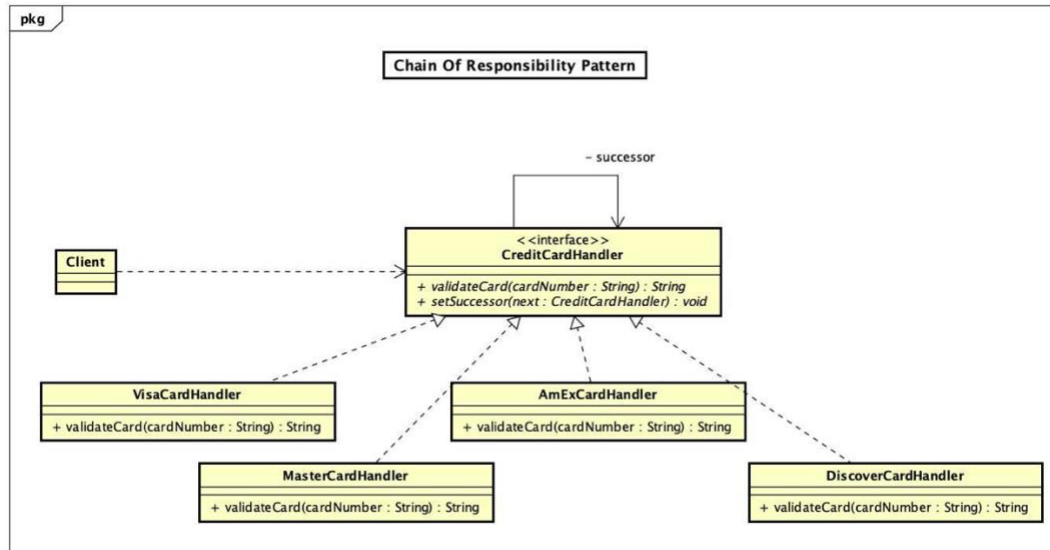 pkg
Chain Of Responsibility Pattern
- successor
<<interface>>
CreditCardHandler
+ validateCard(cardNumber : String) : String
+ setSuccessor(next : CreditCardHandler) : void
Client
VisaCardHandler
+ validateCard(cardNumber : String) : String
AmExCardHandler
+ validateCard(cardNumber : String) : String
MasterCardHandler
+ validateCard(cardNumber : String) : String
DiscoverCardHandler
+ validateCard(cardNumber : String) : String